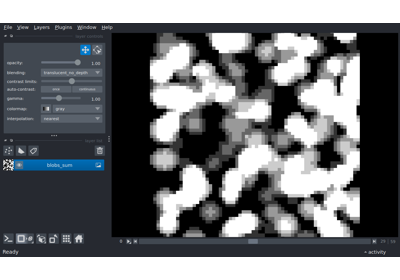 File View Layers Plugins Window Help
opacity: 1.00
blending: translucent_no_depth
contrast limits:
auto-contrast: once continuous
gamma: 1.00
colormap: gray
interpolation: nearest
blobs_sum
Ready
activity